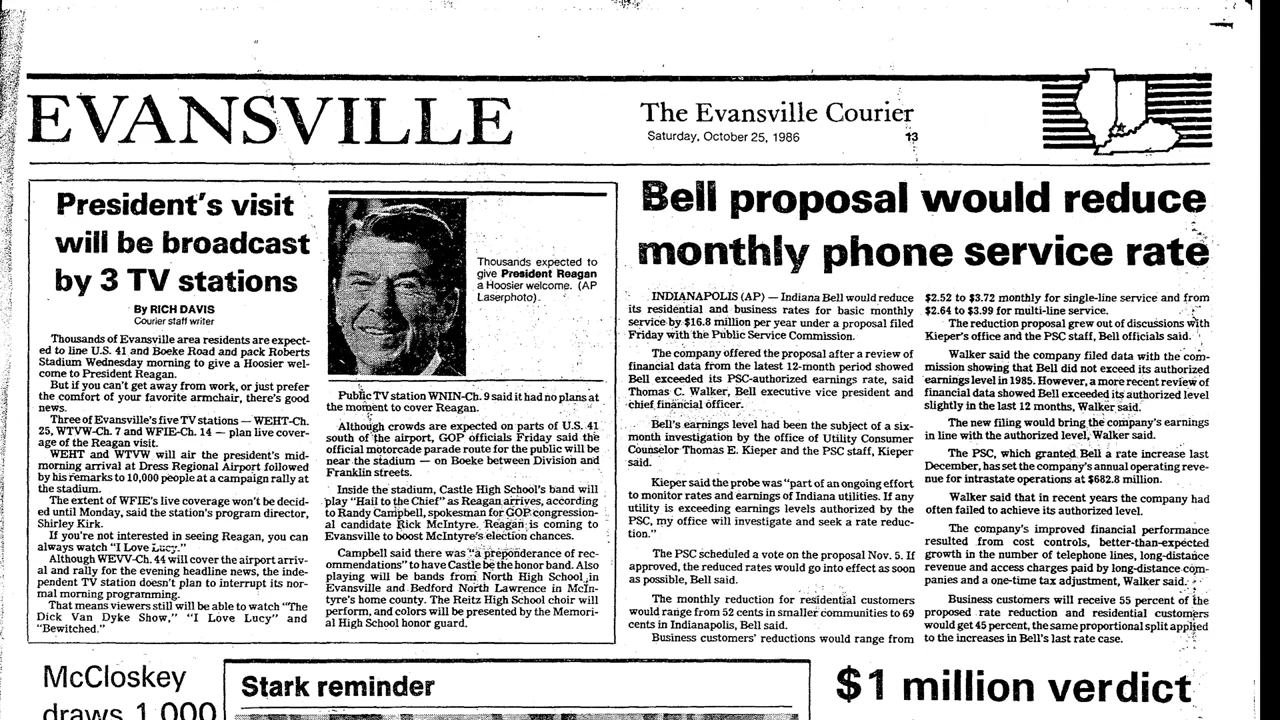 EVANSVILLE
The Evansville Courier
Saturday, October 25, 1986
13
President's visit
will be broadcast
by 3 TV stations
By RICH DAVIS
Courier staff writer
Thousands of Evansville area residents are expect-
ed to line U.S. 41 and Boeke Road and pack Roberts
Stadium Wednesday morning to give a Hoosier wel-
come to President Reagan.
But if you can't get away from work, or just prefer
the comfort of your favorite armchair, there's good
news.
Three of Evansville's five TV stations — WEHT-Ch.
25, WTVW-Ch. 7 and WFIE-Ch. 14 — plan live cover-
age of the Reagan visit.
WEHT and WTVW will air the president's mid-
morning arrival at Dress Regional Airport followed
by his remarks to 10,000 people at a campaign rally at
the stadium.
The extent of WFIE's live coverage won't be decid-
ed until Monday, said the station's program director,
Shirley Kirk.
If you're not interested in seeing Reagan, you can
always watch "I Love Lucy."
Although WEVV-Ch. 44 will cover the airport arriv-
al and rally for the evening headline news, the inde-
pendent TV station doesn't plan to interrupt its nor-
mal morning programming.
That means viewers still will be able to watch "The
Dick Van Dyke Show," "I Love Lucy" and
"Bewitched."
Thousands expected to
give President Reagan
a Hoosier welcome. (AP
Laserphoto).
Public TV station WNIN-Ch. 9 said it had no plans at
the moment to cover Reagan.
Although crowds are expected on parts of U.S. 41
south of the airport, GOP officials Friday said the
official motorcade parade route for the public will be
near the stadium — on Boeke between Division and
Franklin streets.
Inside the stadium, Castle High School's band will
play "Hail to the Chief" as Reagan arrives, according
to Randy Campbell, spokesman for GOP congression-
al candidate Rick McIntyre. Reagan is coming to
Evansville to boost McIntyre's election chances.
Campbell said there was "a preponderance of rec-
ommendations" to have Castle be the honor band. Also
playing will be bands from North High School in
Evansville and Bedford North Lawrence in McIn-
tyre's home county. The Reitz High School choir will
perform, and colors will be presented by the Memori-
al High School honor guard.
Bell proposal would reduce
monthly phone service rate
INDIANAPOLIS (AP) — Indiana Bell would reduce
its residential and business rates for basic monthly
service by $16.8 million per year under a proposal filed
Friday with the Public Service Commission.
The company offered the proposal after a review of
financial data from the latest 12-month period showed
Bell exceeded its PSC-authorized earnings rate, said
Thomas C. Walker, Bell executive vice president and
chief financial officer.
Bell's earnings level had been the subject of a six-
month investigation by the office of Utility Consumer
Counselor Thomas E. Kieper and the PSC staff, Kieper
said.
Kieper said the probe was "part of an ongoing effort
to monitor rates and earnings of Indiana utilities. If any
utility is exceeding earnings levels authorized by the
PSC, my office will investigate and seek a rate reduc-
tion."
The PSC scheduled a vote on the proposal Nov. 5. If
approved, the reduced rates would go into effect as soon
as possible, Bell said.
The monthly reduction for residential customers
would range from 52 cents in smaller communities to 69
cents in Indianapolis, Bell said.
Business customers' reductions would range from
$2.52 to $3.72 monthly for single-line service and from
$2.64 to $3.99 for multi-line service.
The reduction proposal grew out of discussions with
Kieper's office and the PSC staff, Bell officials said.
Walker said the company filed data with the com-
mission showing that Bell did not exceed its authorized
earnings level in 1985. However, a more recent review of
financial data showed Bell exceeded its authorized level
slightly in the last 12 months, Walker said.
The new filing would bring the company's earnings
in line with the authorized level, Walker said.
The PSC, which granted Bell a rate increase last
December, has set the company's annual operating reve-
nue for intrastate operations at $682.8 million.
Walker said that in recent years the company had
often failed to achieve its authorized level.
The company's improved financial performance
resulted from cost controls, better-than-expected
growth in the number of telephone lines, long-distance
revenue and access charges paid by long-distance com-
panies and a one-time tax adjustment, Walker said.
Business customers will receive 55 percent of the
proposed rate reduction and residential customers
would get 45 percent, the same proportional split applied
to the increases in Bell's last rate case.
McCloskey
draws 1,000
Stark reminder
$1 million verdict